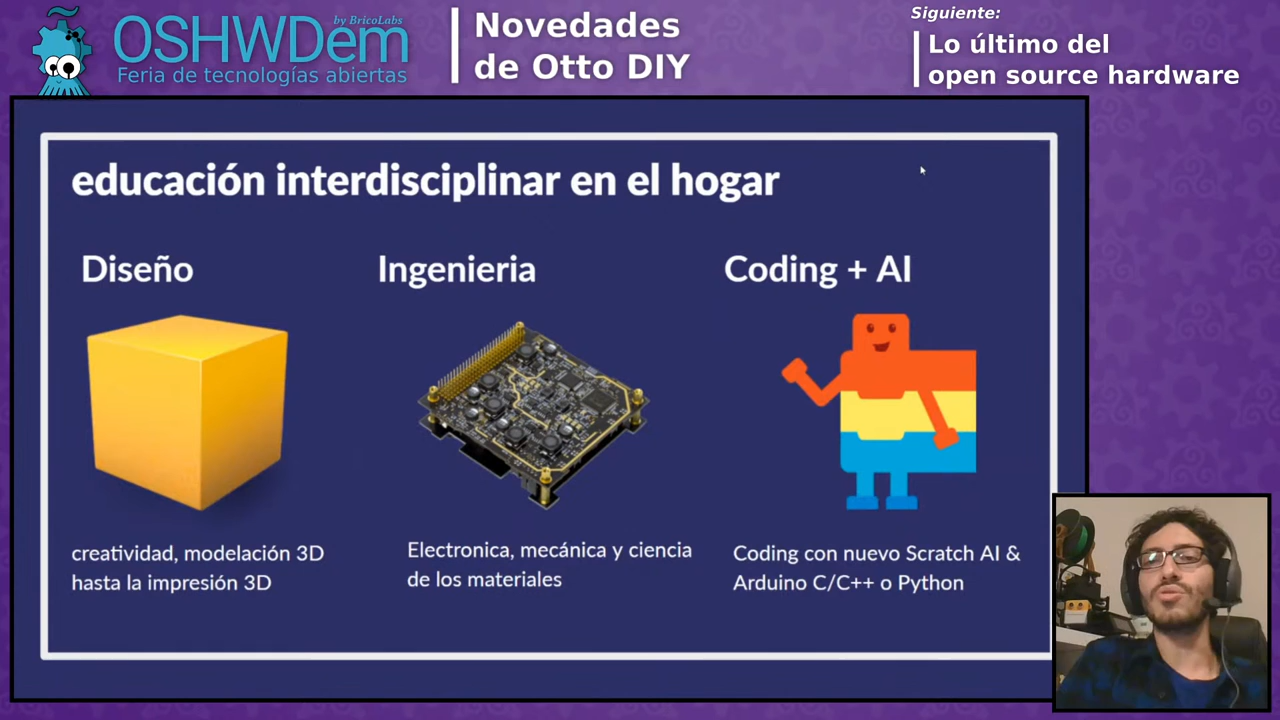 OSHWDem
by BricoLabs
Feria de tecnologías abiertas
Novedades
de Otto DIY
Siguiente:
Lo último del
open source hardware
educación interdisciplinar en el hogar
Diseño
Ingenieria
Coding + AI
creatividad, modelación 3D
hasta la impresión 3D
Electronica, mecánica y ciencia
de los materiales
Coding con nuevo Scratch AI &
Arduino C/C++ o Python